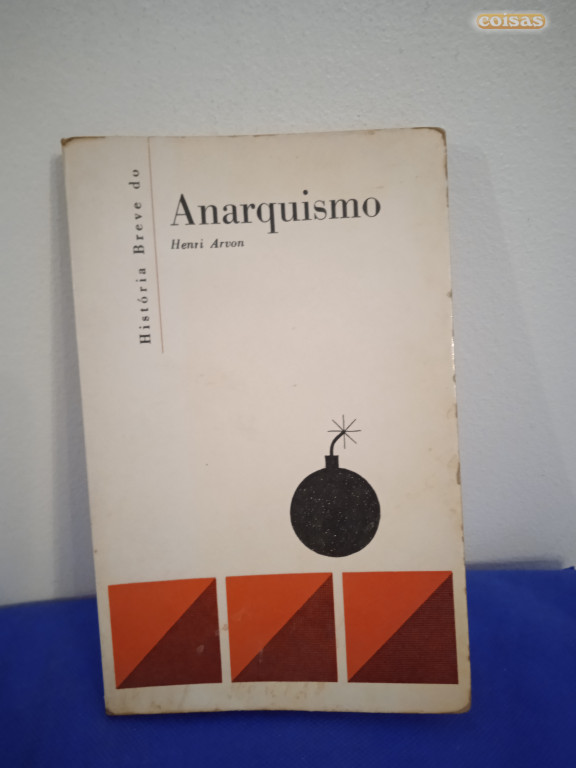 coisas
História Breve do
Anarquismo
Henri Arvon